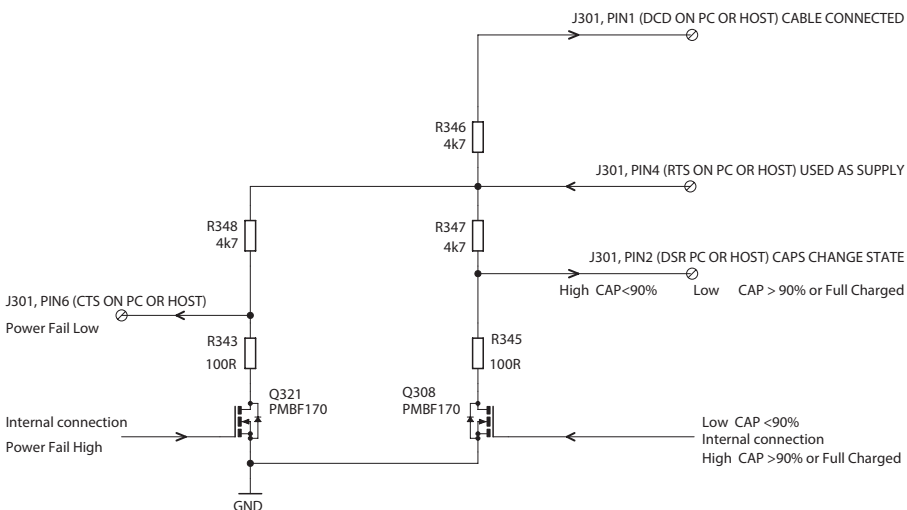 J301, PIN1 (DCD ON PC OR HOST) CABLE CONNECTED
R346
4k7
J301, PIN4 (RTS ON PC OR HOST) USED AS SUPPLY
R348
4k7
R347
4k7
J301, PIN2 (DSR PC OR HOST) CAPS CHANGE STATE
High CAP<90% Low CAP > 90% or Full Charged
J301, PIN6 (CTS ON PC OR HOST)
Power Fail Low
R343
100R
R345
100R
Q321
PMBF170
Q308
PMBF170
Internal connection
Power Fail High
Low CAP <90%
Internal connection
High CAP >90% or Full Charged
GND